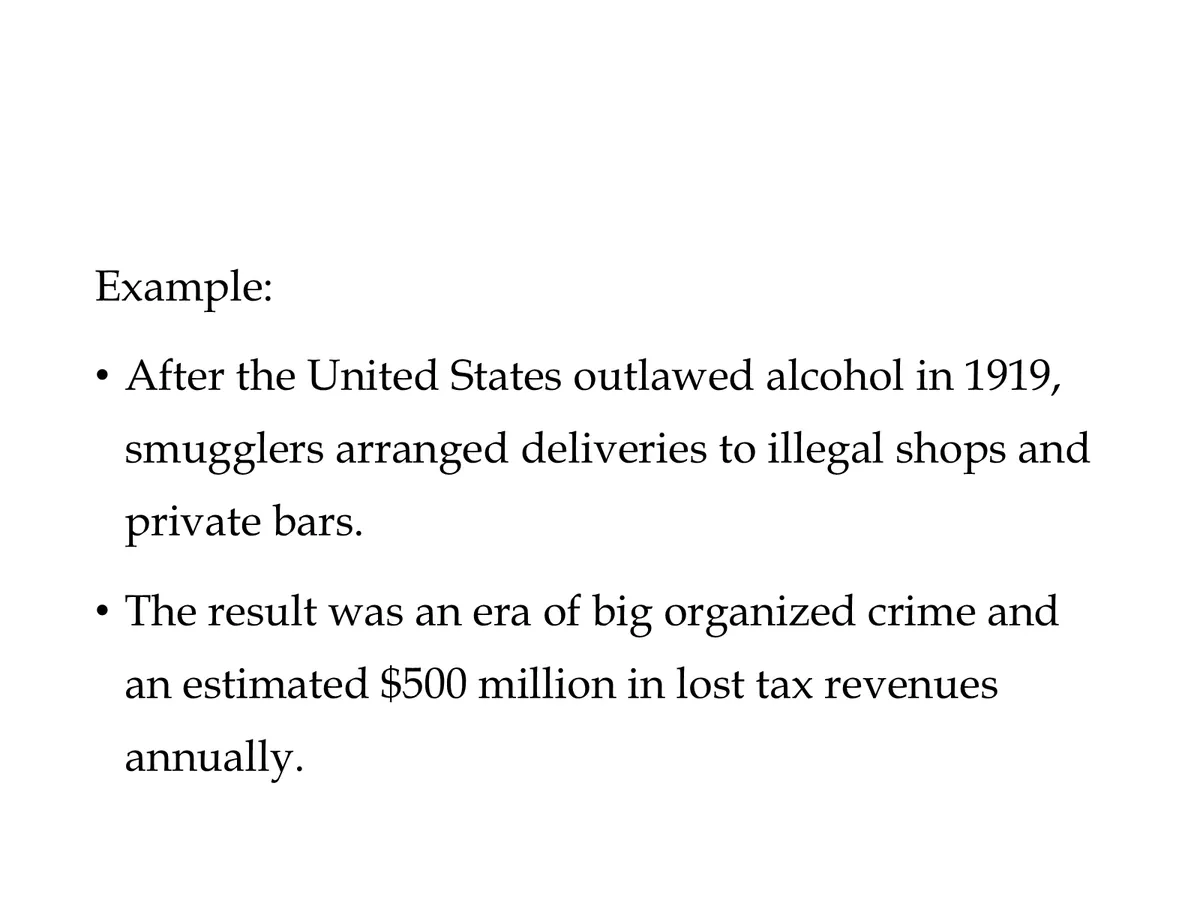 Example:
• After the United States outlawed alcohol in 1919,
smugglers arranged deliveries to illegal shops and
private bars.
• The result was an era of big organized crime and
an estimated $500 million in lost tax revenues
annually.